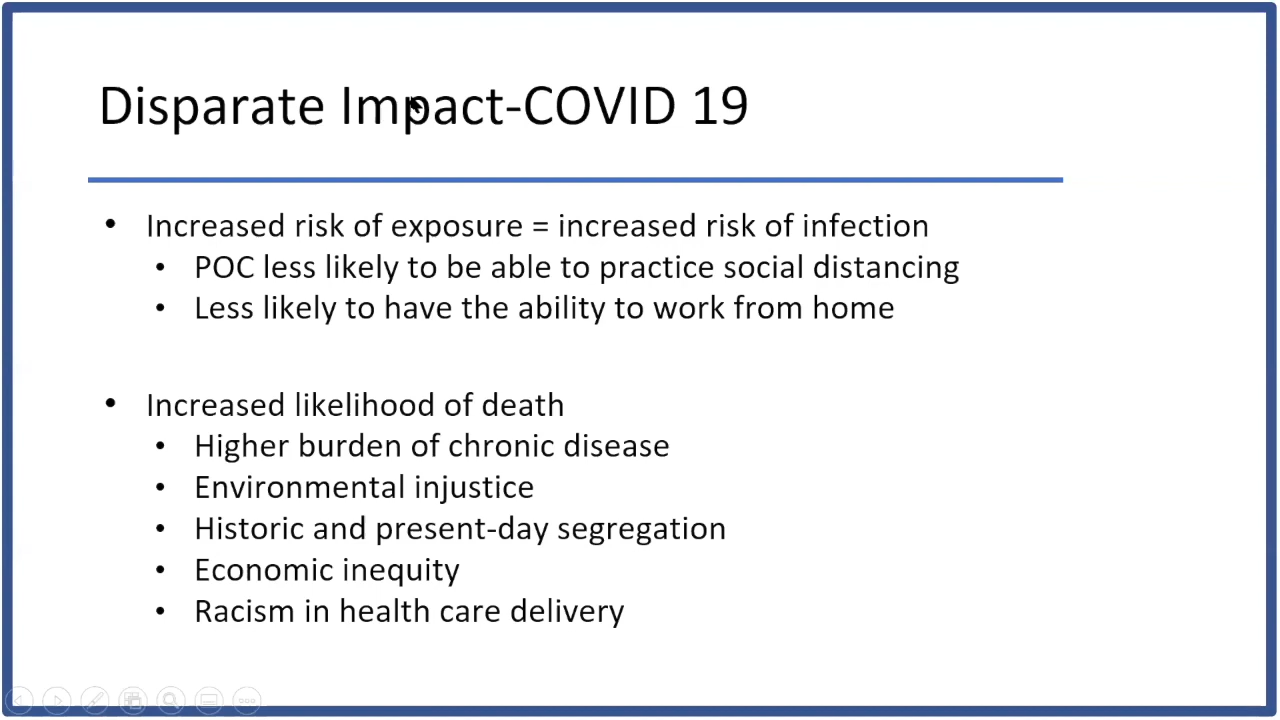 Disparate Impact-COVID 19
• Increased risk of exposure = increased risk of infection
• POC less likely to be able to practice social distancing
• Less likely to have the ability to work from home
• Increased likelihood of death
• Higher burden of chronic disease
• Environmental injustice
• Historic and present-day segregation
• Economic inequity
• Racism in health care delivery